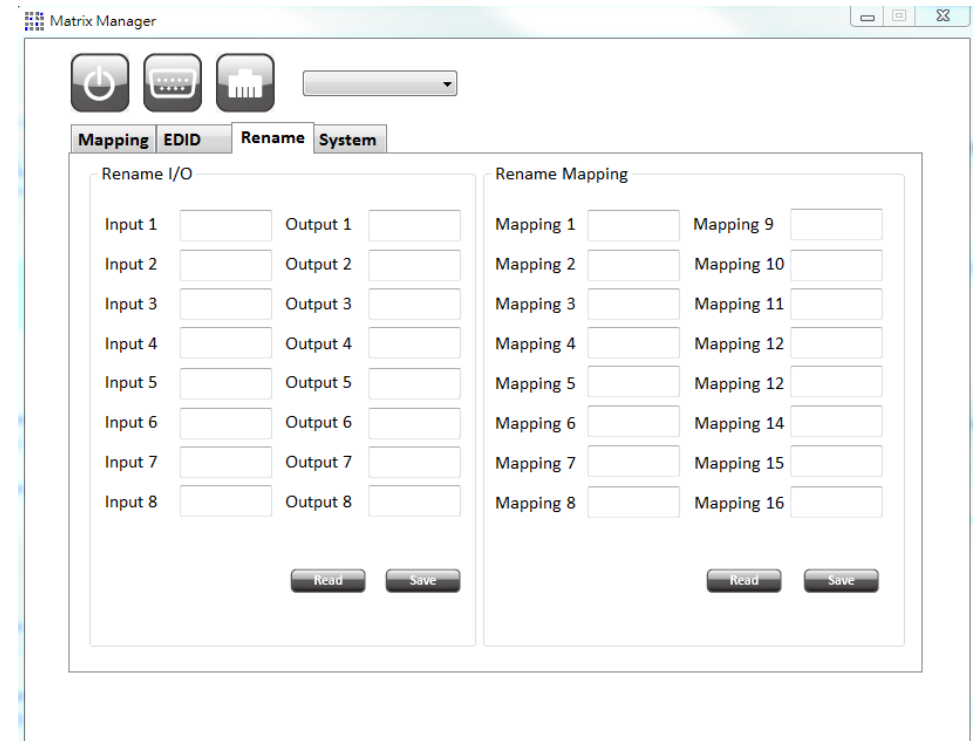 Matrix Manager
Mapping EDID Rename System
Rename I/O
Input 1 Output 1
Input 2 Output 2
Input 3 Output 3
Input 4 Output 4
Input 5 Output 5
Input 6 Output 6
Input 7 Output 7
Input 8 Output 8
Read Save
Rename Mapping
Mapping 1 Mapping 9
Mapping 2 Mapping 10
Mapping 3 Mapping 11
Mapping 4 Mapping 12
Mapping 5 Mapping 12
Mapping 6 Mapping 14
Mapping 7 Mapping 15
Mapping 8 Mapping 16
Read Save